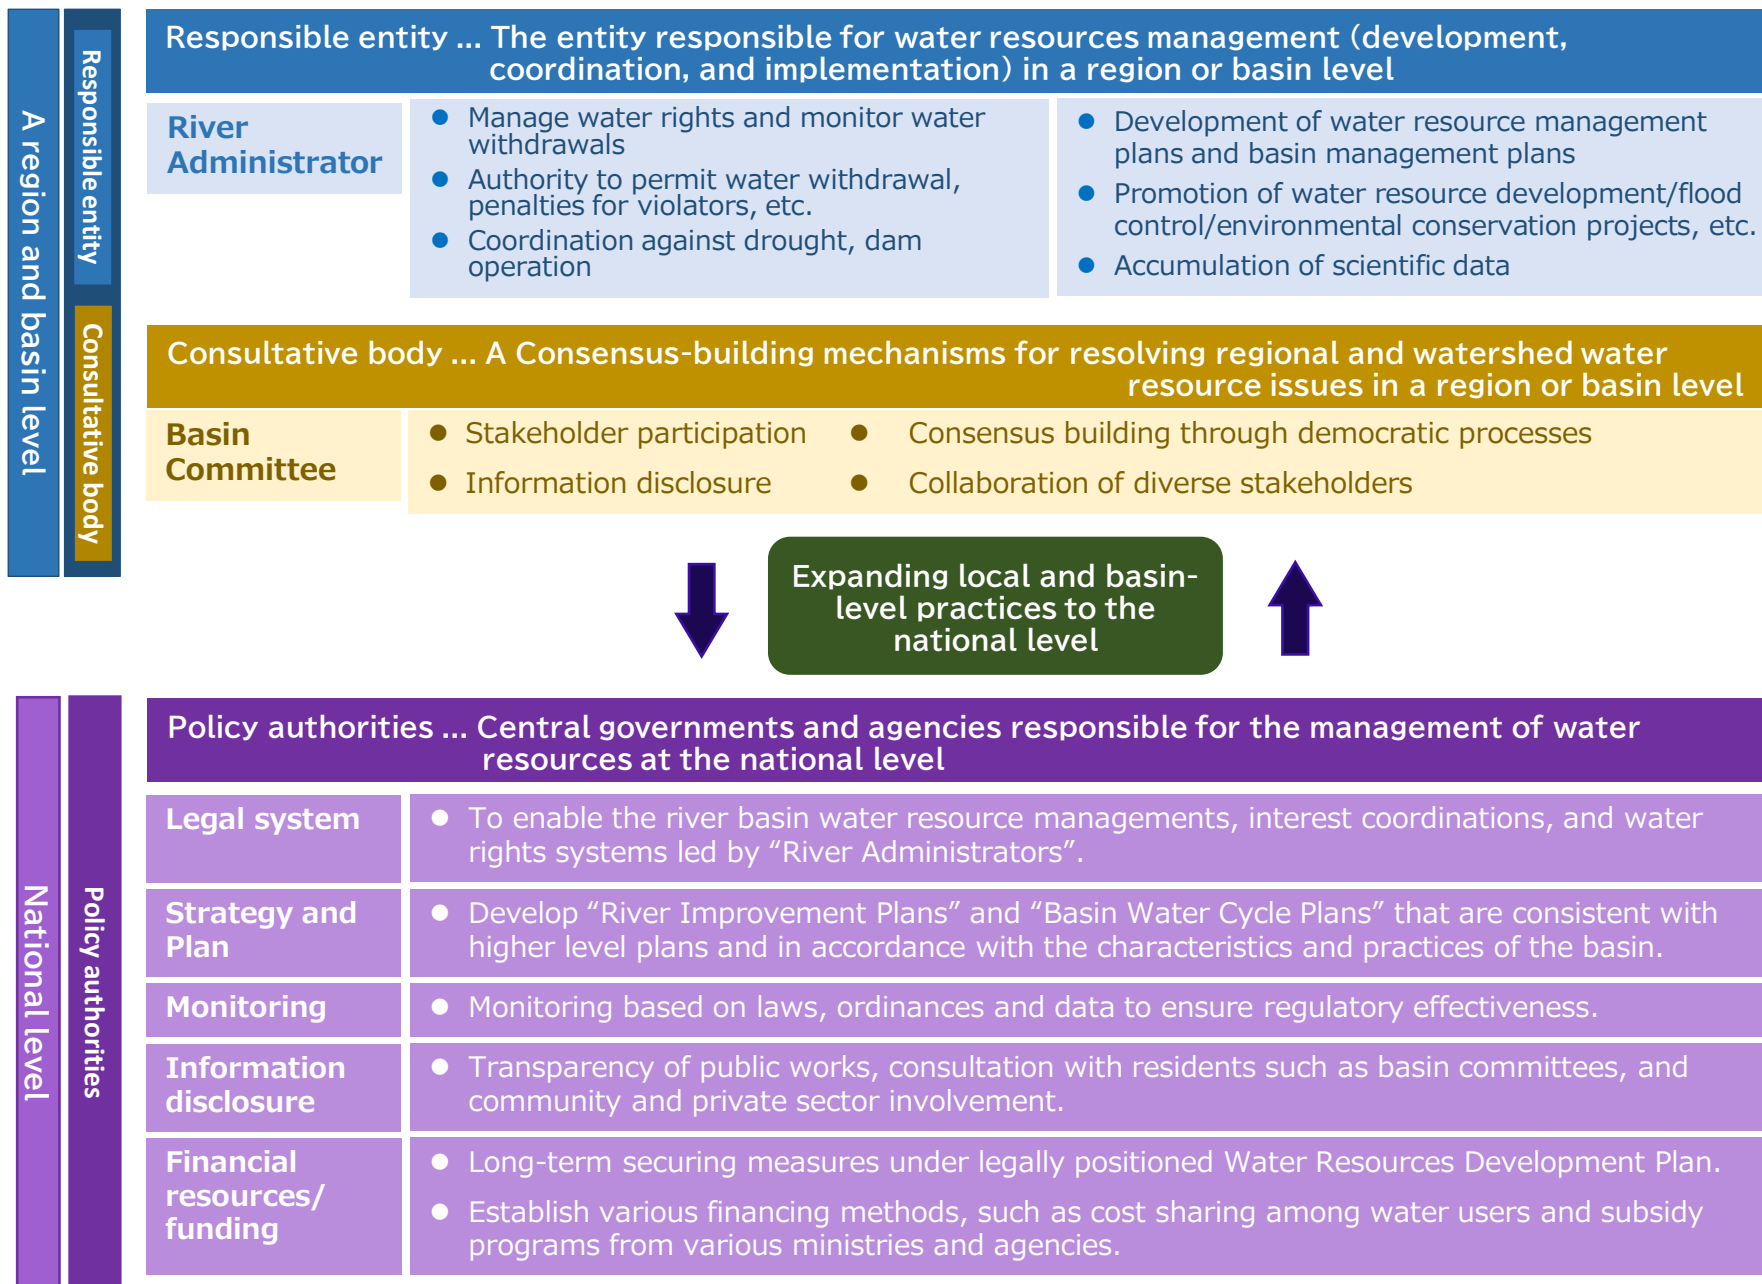 A region and basin level
Responsible entity
Consultative body
Responsible entity ... The entity responsible for water resources management (development,
coordination, and implementation) in a region or basin level
River
Administrator
● Manage water rights and monitor water
withdrawals
● Authority to permit water withdrawal,
penalties for violators, etc.
● Coordination against drought, dam
operation
● Development of water resource management
plans and basin management plans
● Promotion of water resource development/flood
control/environmental conservation projects, etc.
● Accumulation of scientific data
Consultative body ... A Consensus-building mechanisms for resolving regional and watershed water
resource issues in a region or basin level
Basin
Committee
● Stakeholder participation
● Consensus building through democratic processes
● Information disclosure
● Collaboration of diverse stakeholders
Expanding local and basin-
level practices to the
national level
National level
Policy authorities
Policy authorities ... Central governments and agencies responsible for the management of water
resources at the national level
Legal system
● To enable the river basin water resource managements, interest coordinations, and water
rights systems led by “River Administrators”.
Strategy and
Plan
● Develop “River Improvement Plans” and “Basin Water Cycle Plans” that are consistent with
higher level plans and in accordance with the characteristics and practices of the basin.
Monitoring
● Monitoring based on laws, ordinances and data to ensure regulatory effectiveness.
Information
disclosure
● Transparency of public works, consultation with residents such as basin committees, and
community and private sector involvement.
Financial
resources/
funding
● Long-term securing measures under legally positioned Water Resources Development Plan.
● Establish various financing methods, such as cost sharing among water users and subsidy
programs from various ministries and agencies.